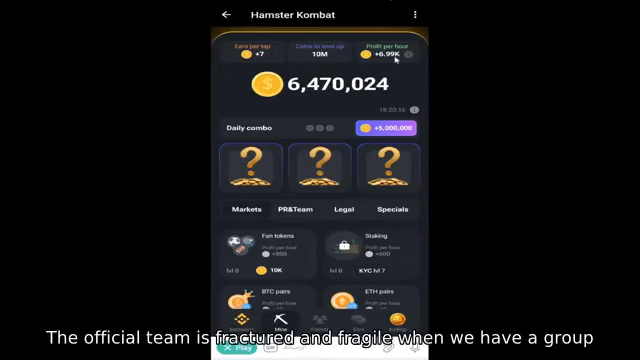 Hamster Kombat
Earn per tap
+7
Coins to level up
10M
Profit per hour
+6.99K
6,470,024
18:20:16
Daily combo
+5,000,000
Markets
PR&Team
Legal
Specials
Fan tokens
Profit per hour
+950
lvl 0
10K
Staking
Profit per hour
+600
lvl 0
KYC lvl 7
BTC pairs
Profit per hour
ETH pairs
Profit per hour
Mine
The official team is fractured and fragile when we have a group
Play